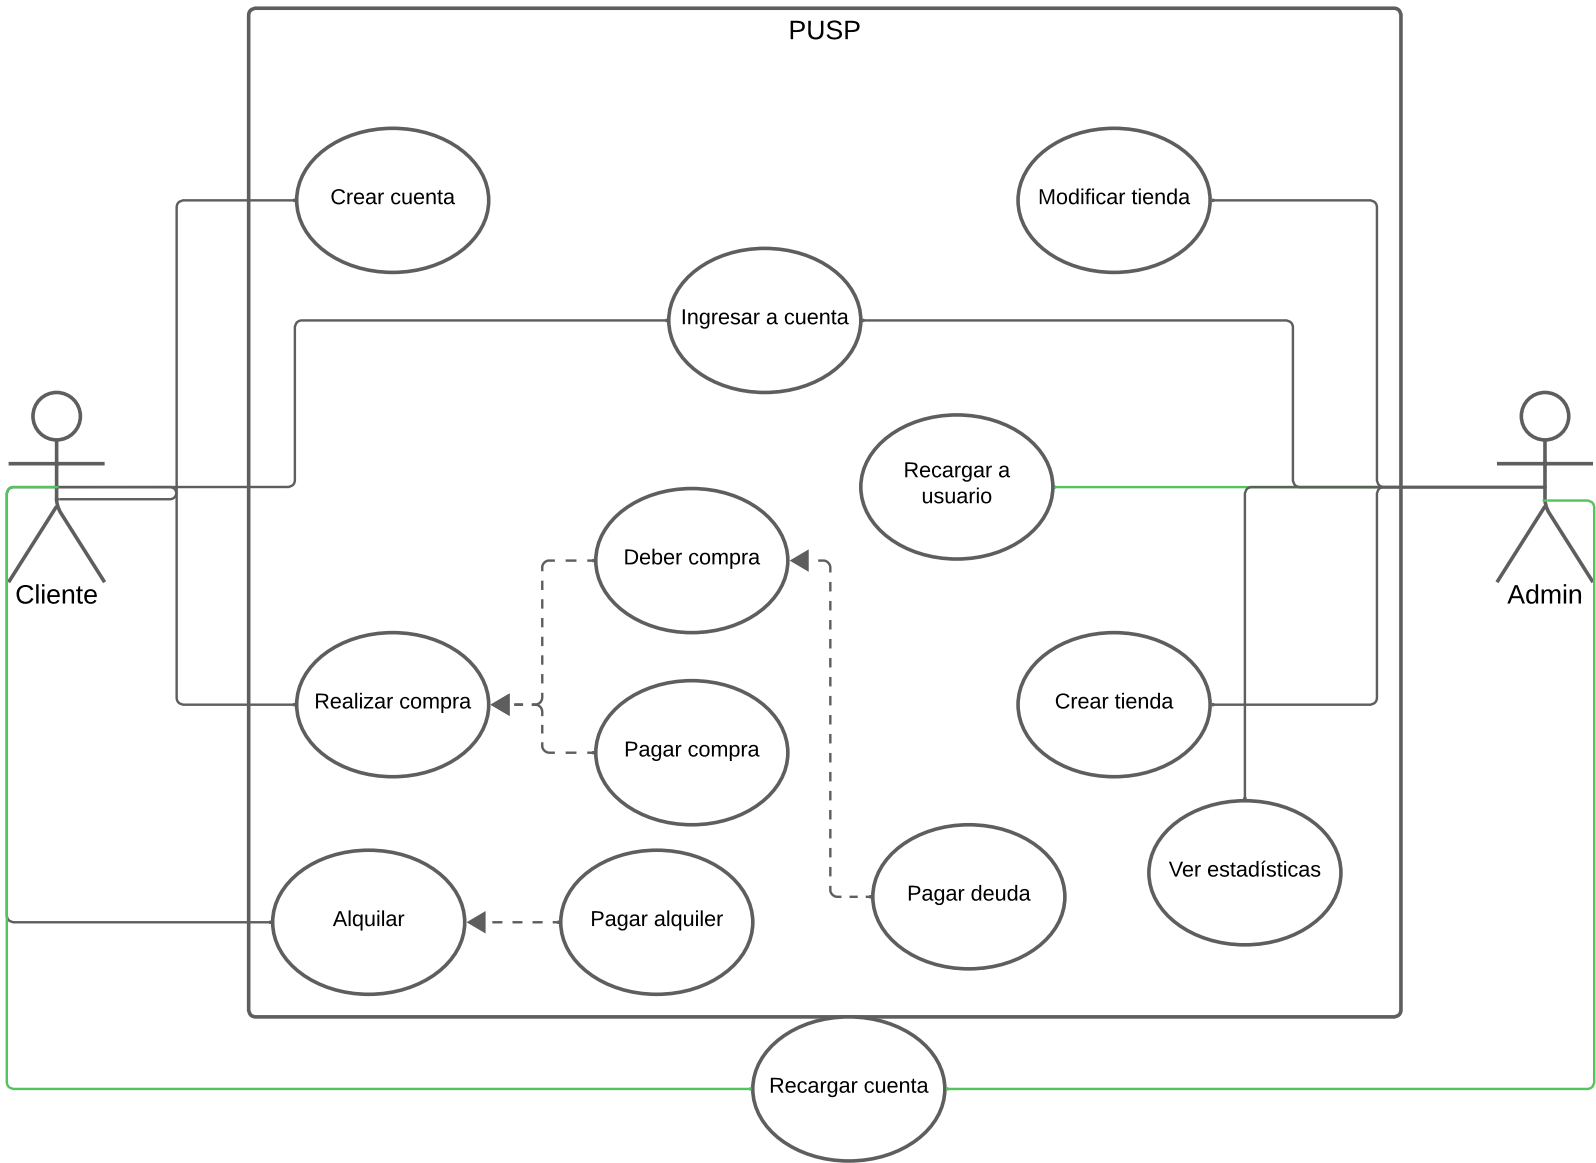 PUSP
Crear cuenta
Modificar tienda
Ingresar a cuenta
Recargar a
usuario
Deber compra
Cliente
Admin
Realizar compra
Crear tienda
Pagar compra
Ver estadísticas
Pagar deuda
Alquilar
Pagar alquiler
Recargar cuenta